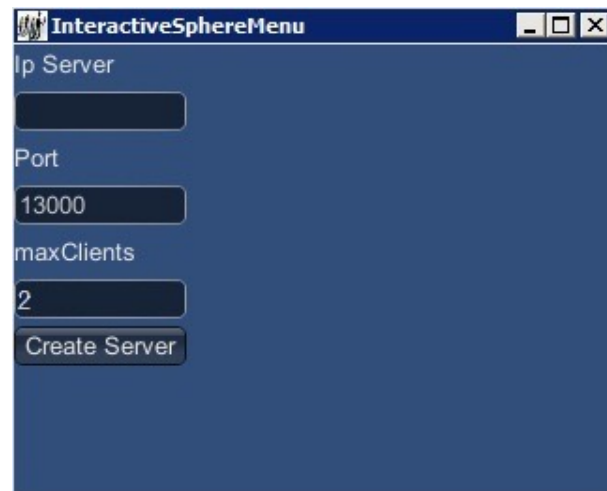 InteractiveSphereMenu
Ip Server
Port
13000
maxClients
2
Create Server